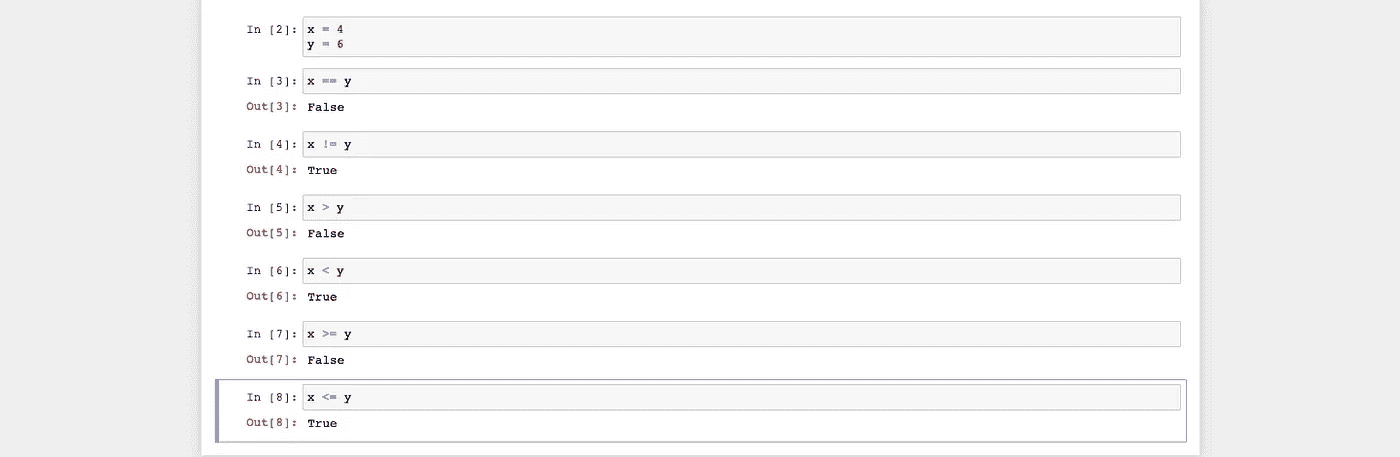 In [2]: x = 4
y = 6
In [3]: x == y
Out[3]: False
In [4]: x != y
Out[4]: True
In [5]: x > y
Out[5]: False
In [6]: x < y
Out[6]: True
In [7]: x >= y
Out[7]: False
In [8]: x <= y
Out[8]: True